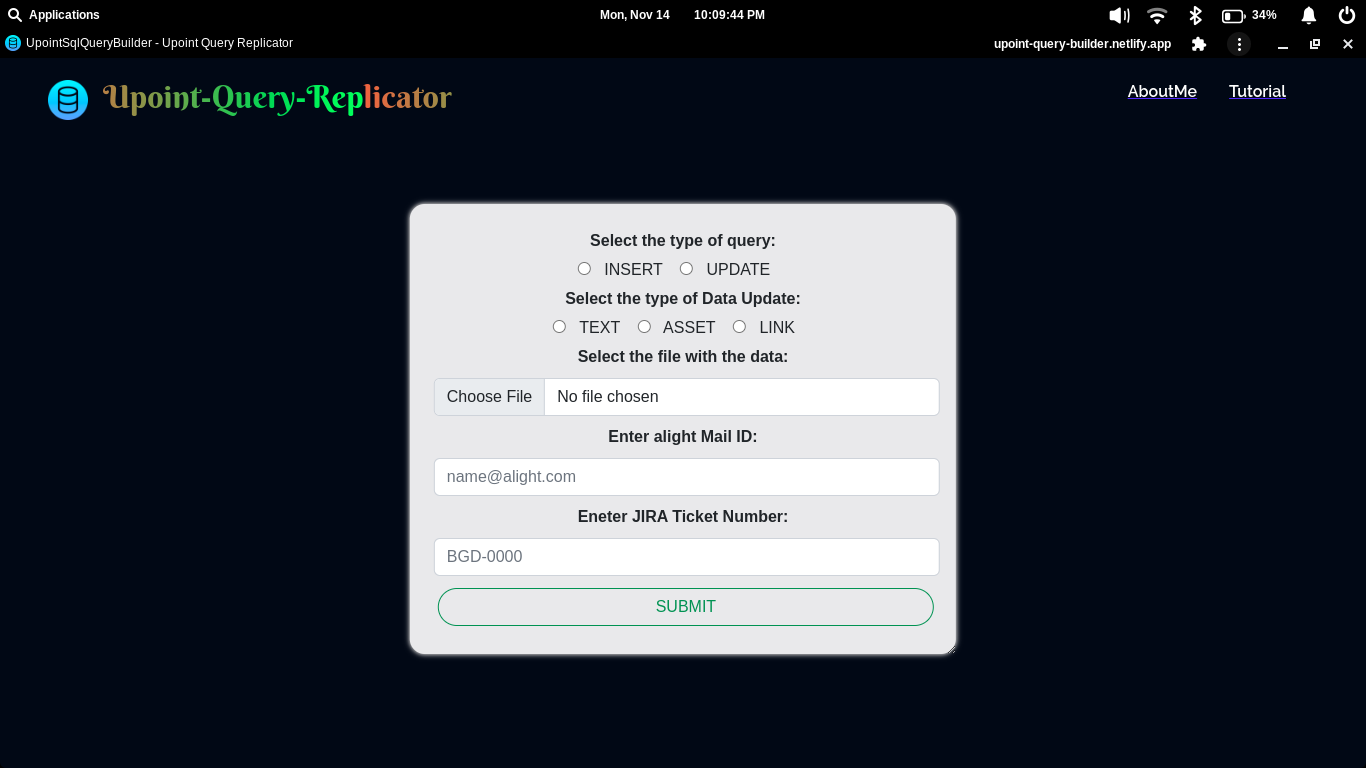 Applications
Mon, Nov 14 10:09:44 PM
34%
UpointSqlQueryBuilder - Upoint Query Replicator
upoint-query-builder.netlify.app
Upoint-Query-Replicator
AboutMe
Tutorial
Select the type of query:
INSERT UPDATE
Select the type of Data Update:
TEXT ASSET LINK
Select the file with the data:
Choose File No file chosen
Enter alight Mail ID:
name@alight.com
Eneter JIRA Ticket Number:
BGD-0000
SUBMIT